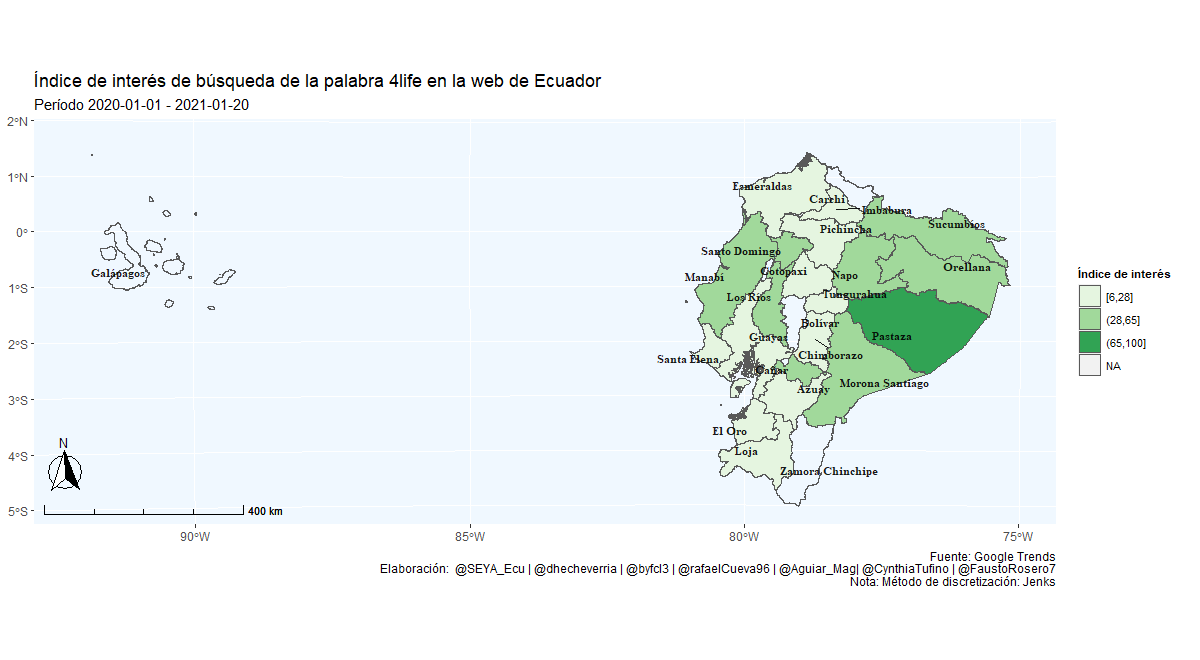 Índice de interés de búsqueda de la palabra 4life en la web de Ecuador
Período 2020-01-01 - 2021-01-20
2°N
1°N
0°
1°S
2°S
3°S
4°S
5°S
Galápagos
Esmeraldas
Carchi
Imbabura
Pichincha
Sucumbíos
Santo Domingo
Cotopaxi
Napo
Orellana
Manabí
Los Ríos
Tungurahua
Bolívar
Guayas
Pastaza
Santa Elena
Chimborazo
Cañar
Azuay
Morona Santiago
El Oro
Loja
Zamora Chinchipe
N
400 km
90°W
85°W
80°W
75°W
Índice de interés
[6,28]
(28,65]
(65,100]
NA
Fuente: Google Trends
Elaboración: @SEYA_Ecu | @dhecheverria | @byfcl3 | @rafaelCueva96 | @Aguiar_Mag| @CynthiaTufino | @FaustoRosero7
Nota: Método de discretización: Jenks